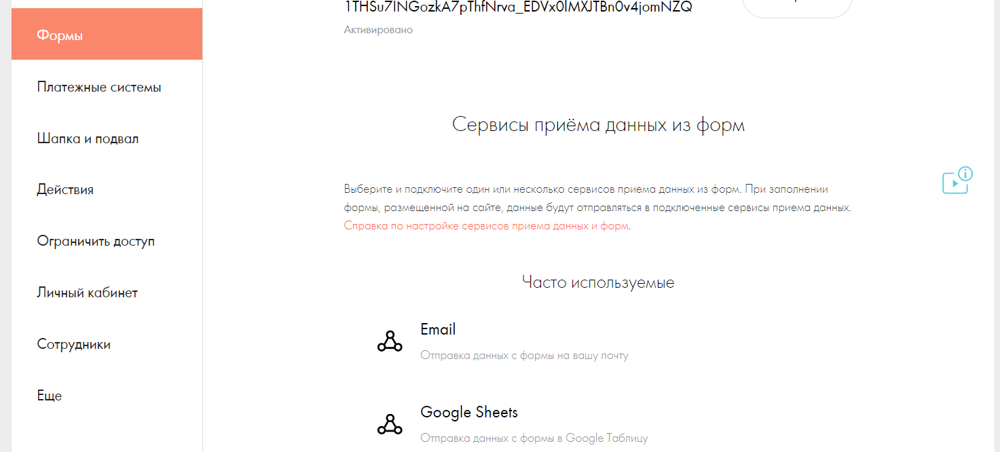 1THSu7INGozkA7pThfNrva_EDVx0lMXJTBn0v4jomNZQ
Активировано
Формы
Платежные системы
Шапка и подвал
Действия
Ограничить доступ
Личный кабинет
Сотрудники
Еще
Сервисы приёма данных из форм
Выберите и подключите один или несколько сервисов приема данных из форм. При заполнении
формы, размещенной на сайте, данные будут отправляться в подключенные сервисы приема данных.
Справка по настройке сервисов приема данных и форм.
Часто используемые
Email
Отправка данных с формы на вашу почту
Google Sheets
Отправка данных с формы в Google Таблицу